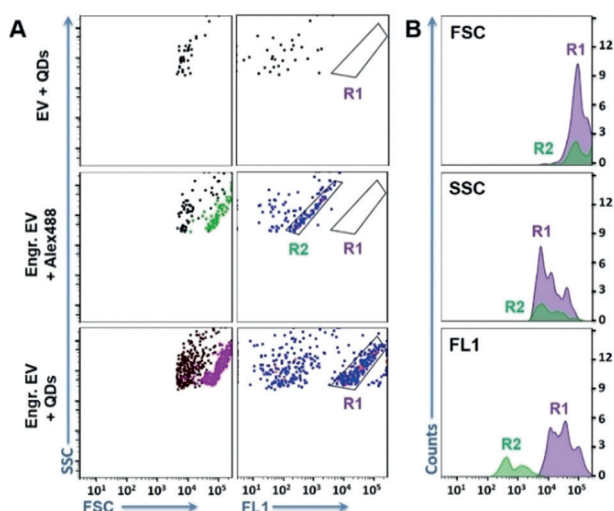 A
B
EV + QDs
R1
FSC
R1
R2
12
9
6
3
0
Engr. EV
+ Alex488
R2
R1
SSC
R1
R2
12
9
6
3
0
Engr. EV
+ QDs
R1
FL1
R1
R2
12
9
6
3
0
SSC
Counts
10¹ 10² 10³ 10⁴ 10⁵
10¹ 10² 10³ 10⁴ 10⁵
10¹ 10² 10³ 10⁴ 10⁵
FSC
FL1